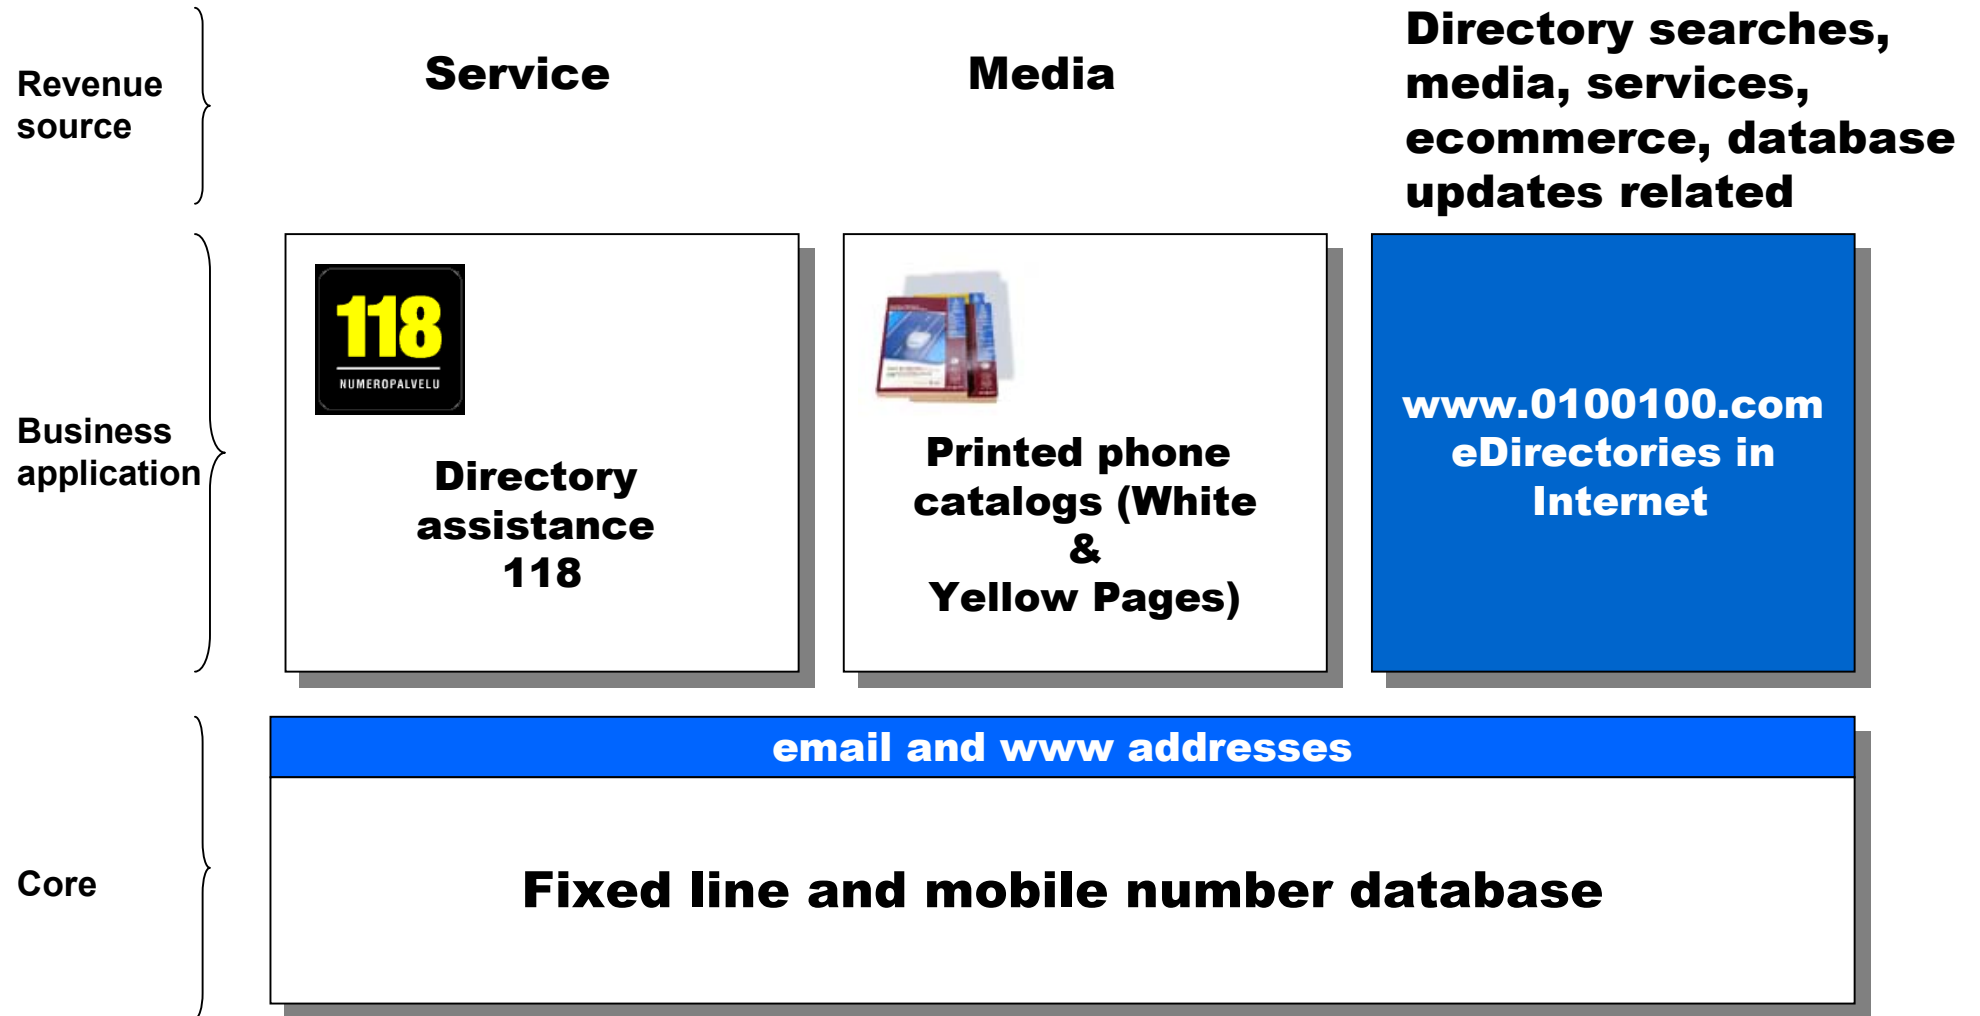 Revenue
source
Service
Media
Directory searches,
media, services,
ecommerce, database
updates related
Business
application
118
NUMEROPALVELU
Directory
assistance
118
Printed phone
catalogs (White
&
Yellow Pages)
www.0100100.com
eDirectories in
Internet
Core
email and www addresses
Fixed line and mobile number database